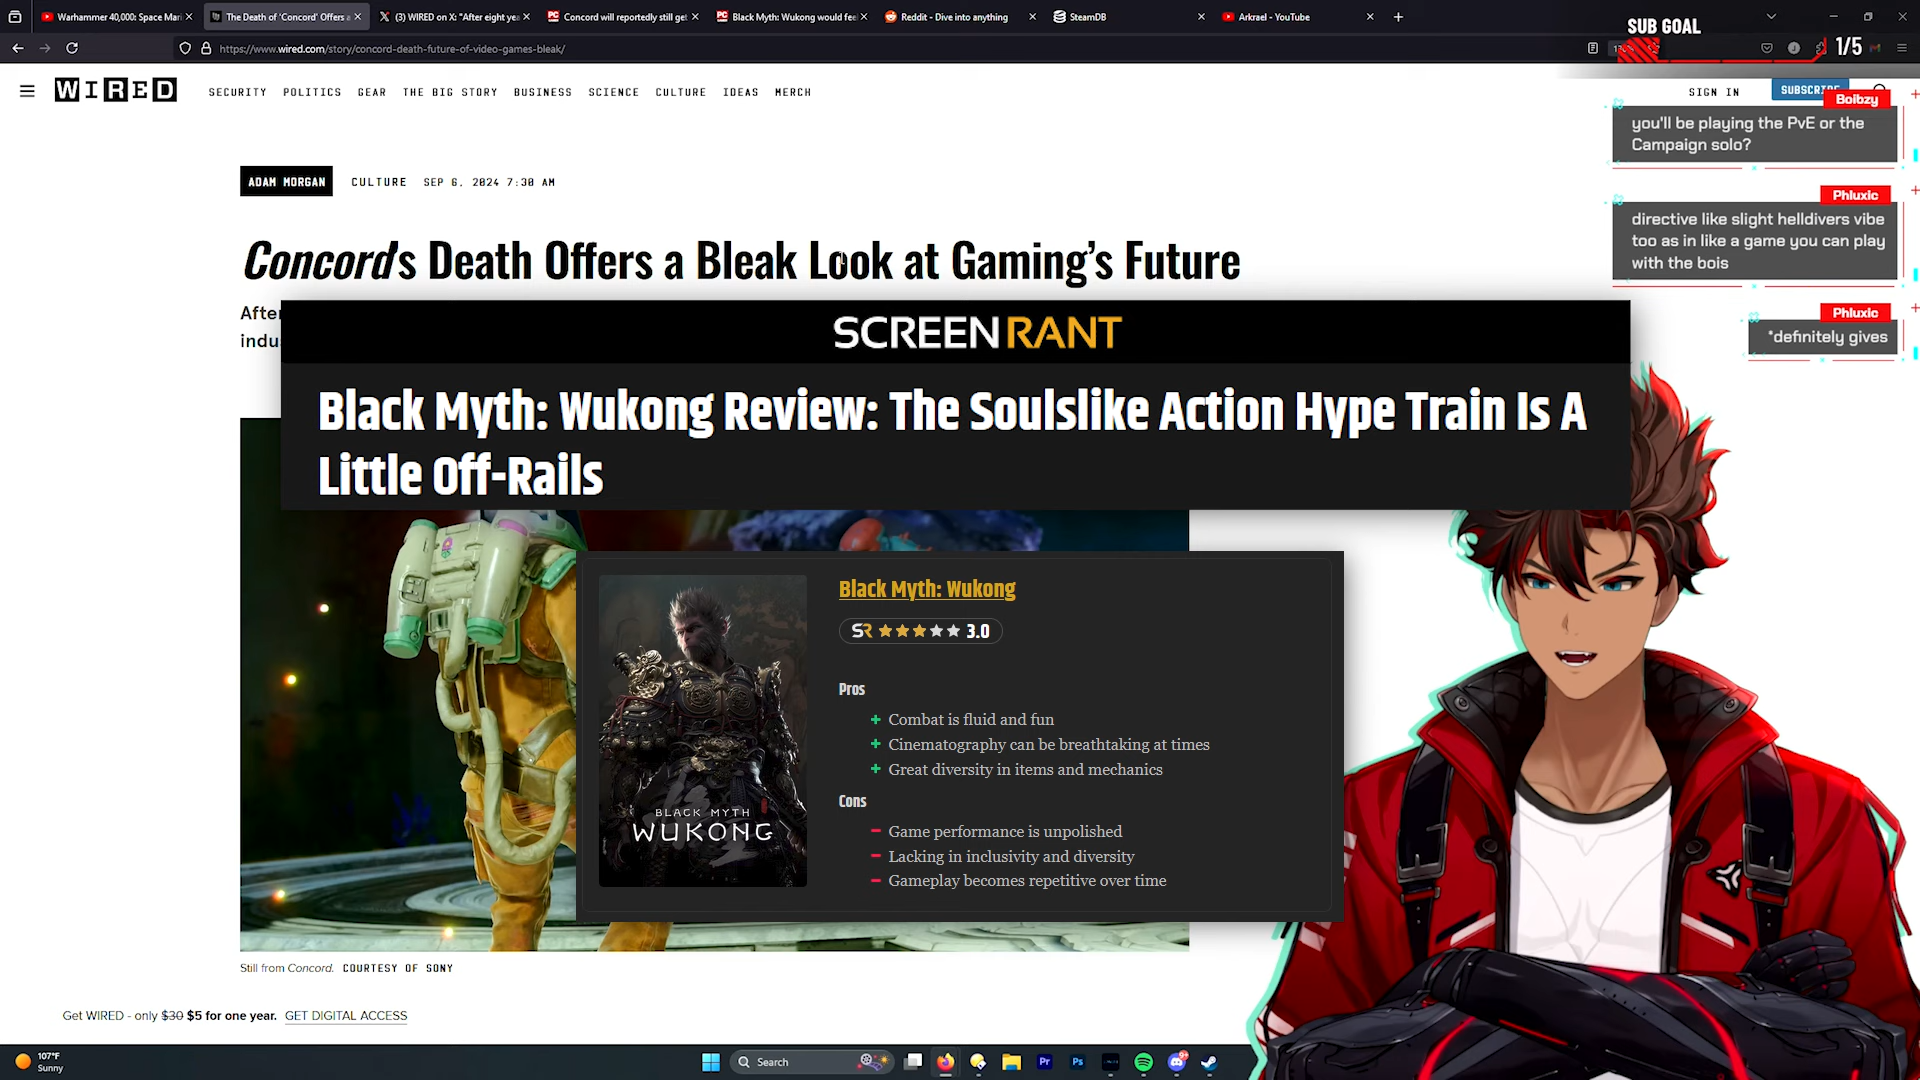 Warhammer 40,000: Space Mari
The Death of 'Concord' Offers a
(3) WIRED on X: "After eight yea
Concord will reportedly still get
Black Myth: Wukong would feel
Reddit - Dive into anything
SteamDB
Arkrael - YouTube
SUB GOAL
1/5
https://www.wired.com/story/concord-death-future-of-video-games-bleak/
WIRED
SECURITY POLITICS GEAR THE BIG STORY BUSINESS SCIENCE CULTURE IDEAS MERCH
SIGN IN
Boibzy
you'll be playing the PvE or the
Campaign solo?
Phluxic
directive like slight helldivers vibe
too as in like a game you can play
with the bois
Phluxic
*definitely gives
ADAM MORGAN CULTURE SEP 6, 2024 7:30 AM
Concord's Death Offers a Bleak Look at Gaming's Future
SCREENRANT
Black Myth: Wukong Review: The Soulslike Action Hype Train Is A
Little Off-Rails
BLACK MYTH
WUKONG
Black Myth: Wukong
SR 3.0
Pros
+ Combat is fluid and fun
+ Cinematography can be breathtaking at times
+ Great diversity in items and mechanics
Cons
- Game performance is unpolished
- Lacking in inclusivity and diversity
- Gameplay becomes repetitive over time
Still from Concord. COURTESY OF SONY
Get WIRED - only $30 $5 for one year. GET DIGITAL ACCESS
107°F
Sunny
Search
Pr
Ps